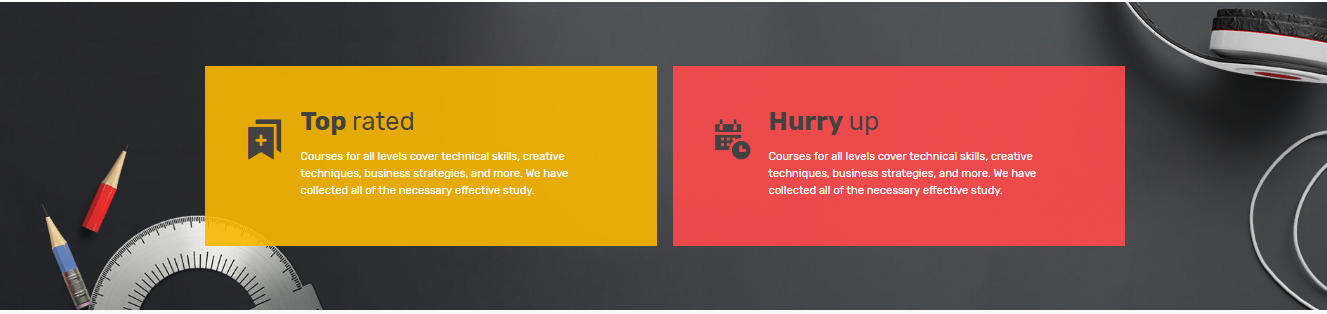 Top rated
Courses for all levels cover technical skills, creative
techniques, business strategies, and more. We have
collected all of the necessary effective study.
Hurry up
Courses for all levels cover technical skills, creative
techniques, business strategies, and more. We have
collected all of the necessary effective study.